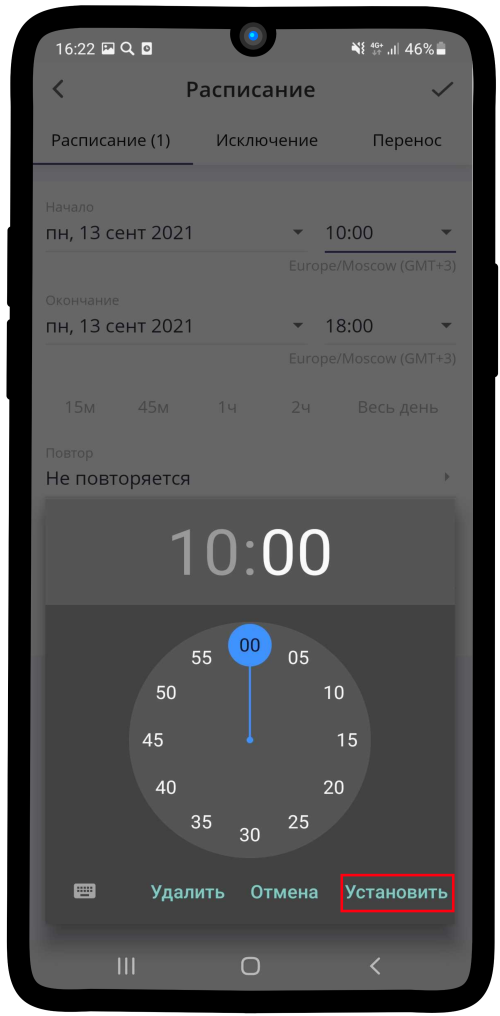 16:22 4G+ 46%
Расписание
Расписание (1) Исключение Перенос
Начало
пн, 13 сент 2021 10:00
Europe/Moscow (GMT+3)
Окончание
пн, 13 сент 2021 18:00
Europe/Moscow (GMT+3)
15м 45м 1ч 2ч Весь день
Повтор
Не повторяется
10:00
00
55 05
50 10
45 15
40 20
35 25
30
Удалить Отмена Установить